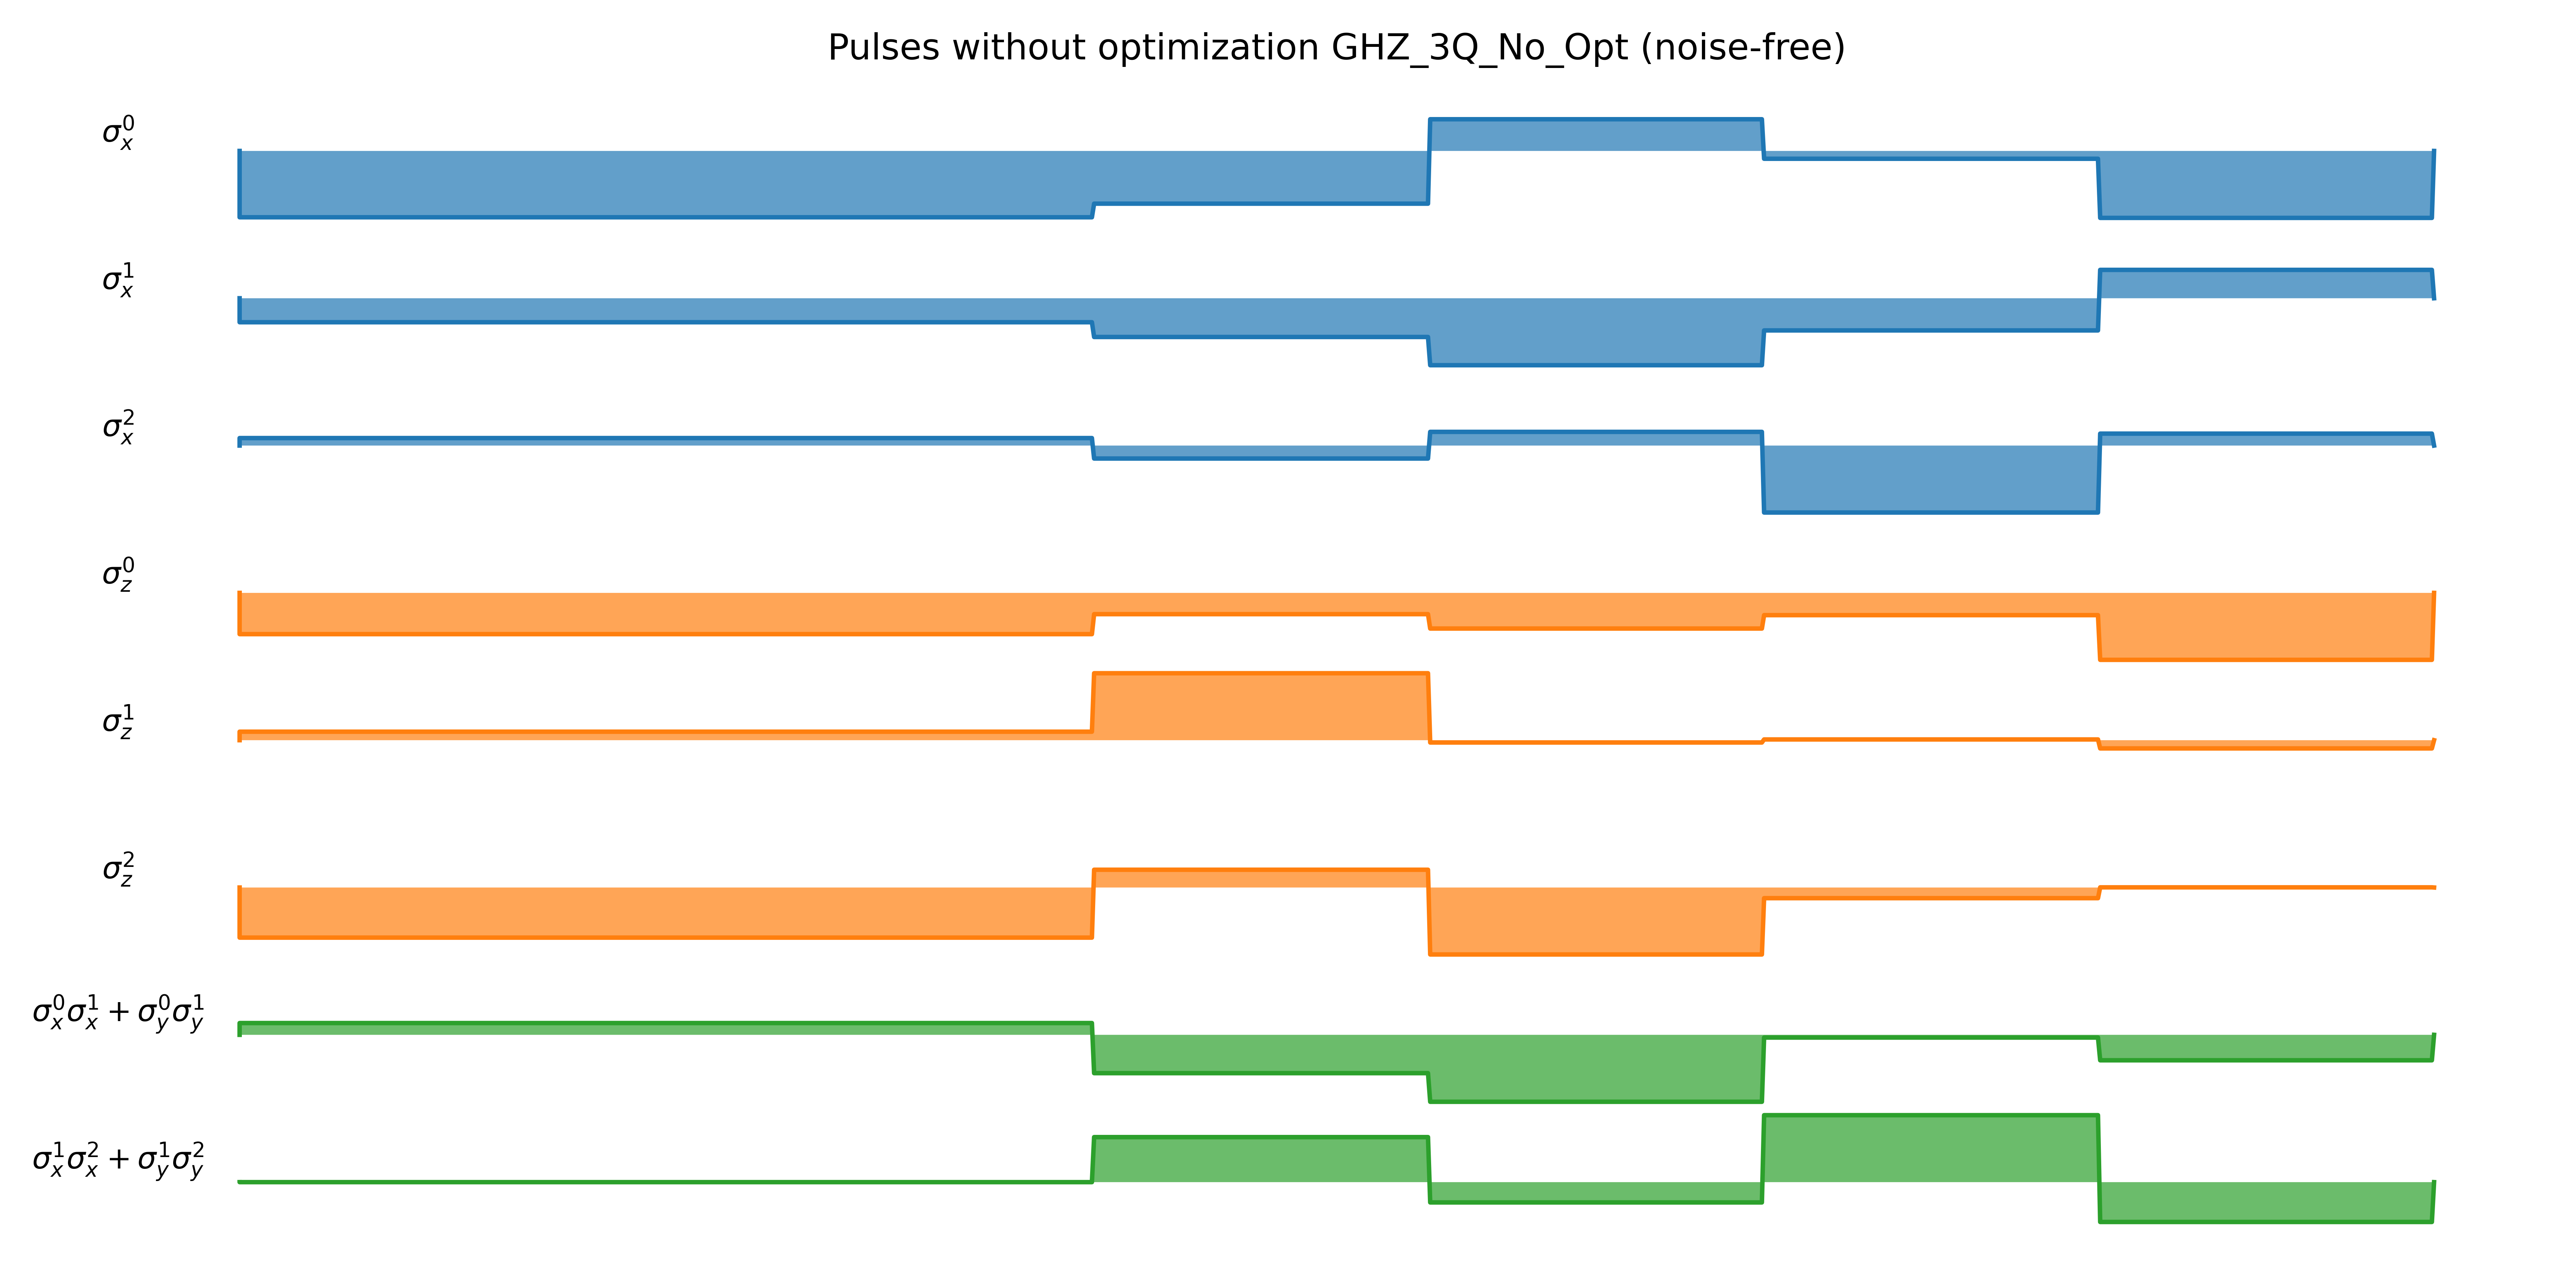 Pulses without optimization GHZ_3Q_No_Opt (noise-free)
$\sigma_x^0$
$\sigma_x^1$
$\sigma_x^2$
$\sigma_z^0$
$\sigma_z^1$
$\sigma_z^2$
$\sigma_x^0\sigma_x^1 + \sigma_y^0\sigma_y^1$
$\sigma_x^1\sigma_x^2 + \sigma_y^1\sigma_y^2$